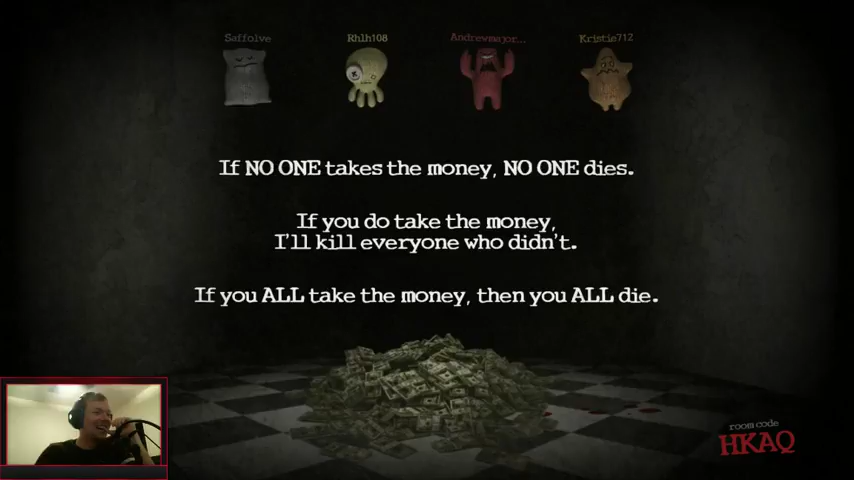 Saffolve Rhlh108 Andrewmajor... Kristie712
If NO ONE takes the money, NO ONE dies.
If you do take the money,
I'll kill everyone who didn't.
If you ALL take the money, then you ALL die.
room code
HKAQ